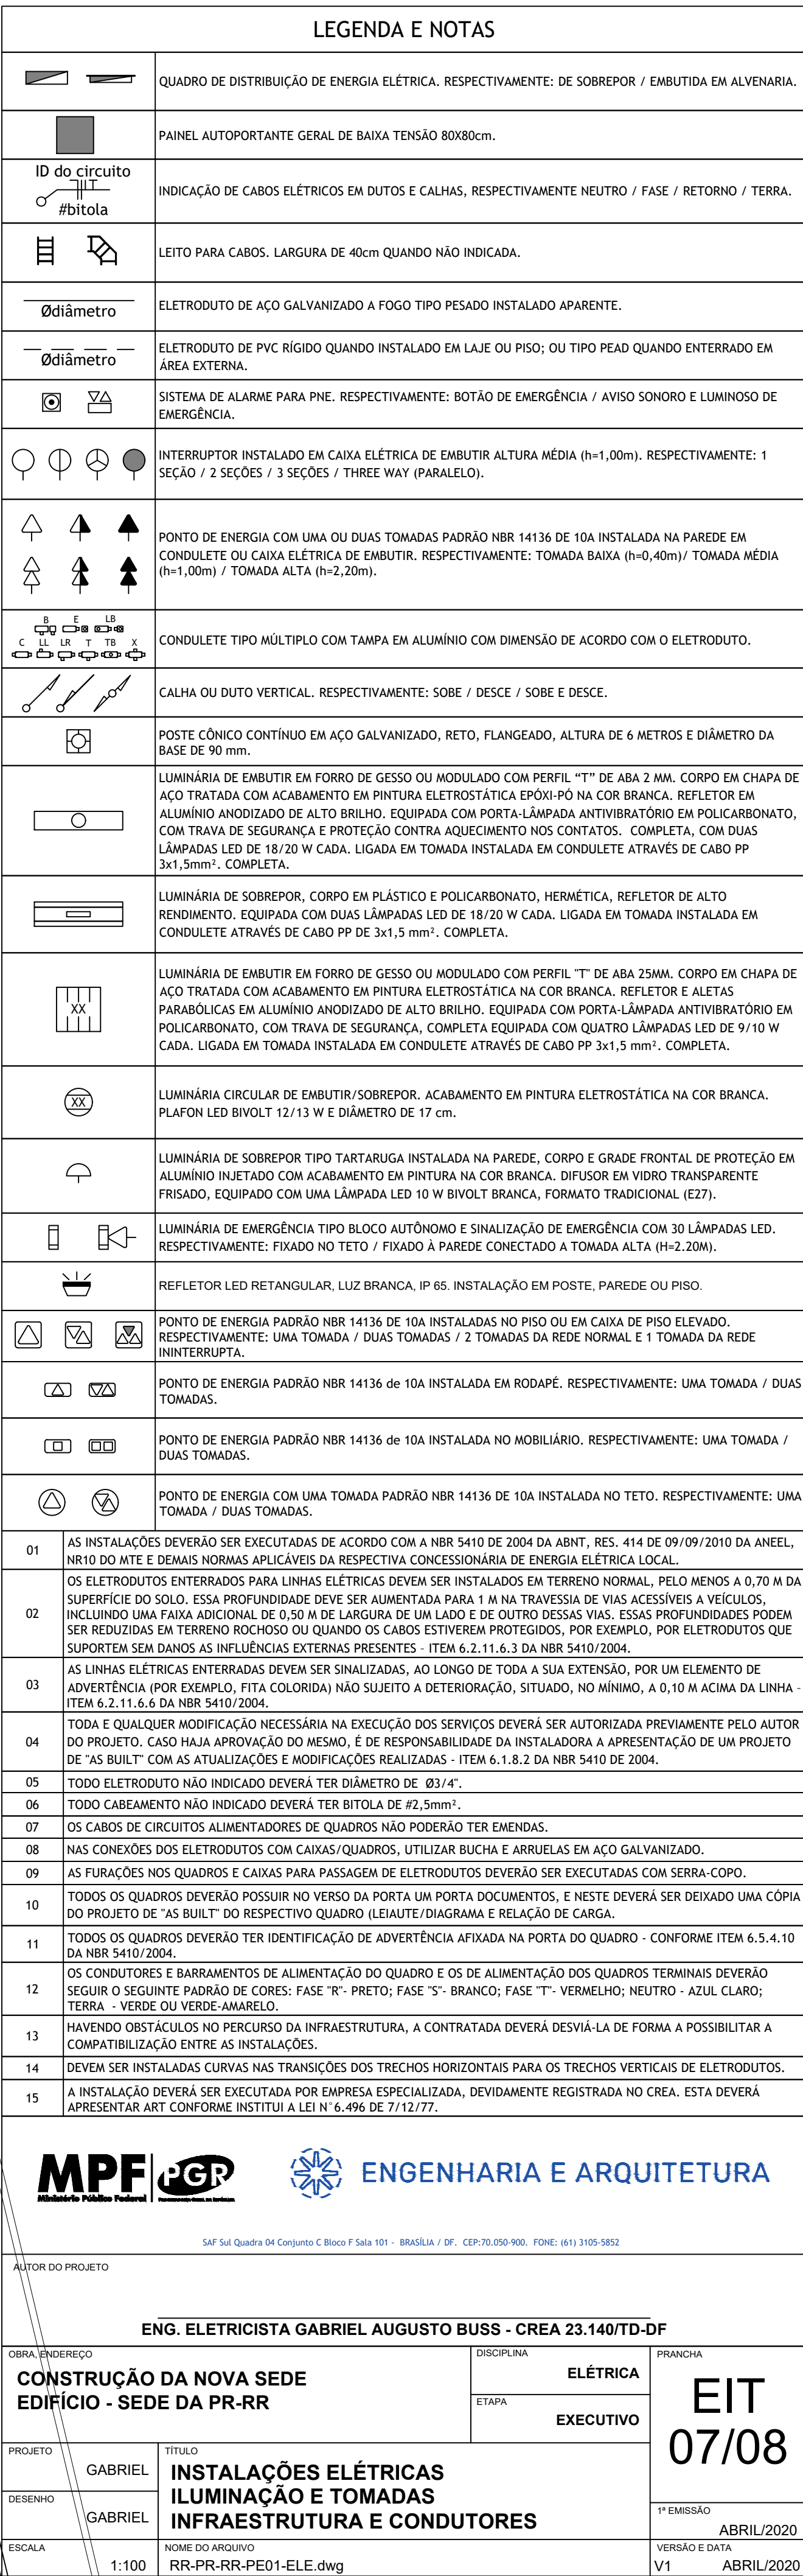 LEGENDA E NOTAS
QUADRO DE DISTRIBUIÇÃO DE ENERGIA ELÉTRICA. RESPECTIVAMENTE: DE SOBREPOR / EMBUTIDA EM ALVENARIA.
PAINEL AUTOPORTANTE GERAL DE BAIXA TENSÃO 80X80cm.
ID do circuito
#bitola
INDICAÇÃO DE CABOS ELÉTRICOS EM DUTOS E CALHAS, RESPECTIVAMENTE NEUTRO / FASE / RETORNO / TERRA.
LEITO PARA CABOS. LARGURA DE 40cm QUANDO NÃO INDICADA.
Ødiâmetro
ELETRODUTO DE AÇO GALVANIZADO A FOGO TIPO PESADO INSTALADO APARENTE.
Ødiâmetro
ELETRODUTO DE PVC RÍGIDO QUANDO INSTALADO EM LAJE OU PISO; OU TIPO PEAD QUANDO ENTERRADO EM
ÁREA EXTERNA.
SISTEMA DE ALARME PARA PNE. RESPECTIVAMENTE: BOTÃO DE EMERGÊNCIA / AVISO SONORO E LUMINOSO DE
EMERGÊNCIA.
INTERRUPTOR INSTALADO EM CAIXA ELÉTRICA DE EMBUTIR ALTURA MÉDIA (h=1,00m). RESPECTIVAMENTE: 1
SEÇÃO / 2 SEÇÕES / 3 SEÇÕES / THREE WAY (PARALELO).
PONTO DE ENERGIA COM UMA OU DUAS TOMADAS PADRÃO NBR 14136 DE 10A INSTALADA NA PAREDE EM
CONDULETE OU CAIXA ELÉTRICA DE EMBUTIR. RESPECTIVAMENTE: TOMADA BAIXA (h=0,40m)/ TOMADA MÉDIA
(h=1,00m) / TOMADA ALTA (h=2,20m).
B E LB
C LL LR T TB X
CONDULETE TIPO MÚLTIPLO COM TAMPA EM ALUMÍNIO COM DIMENSÃO DE ACORDO COM O ELETRODUTO.
CALHA OU DUTO VERTICAL. RESPECTIVAMENTE: SOBE / DESCE / SOBE E DESCE.
POSTE CÔNICO CONTÍNUO EM AÇO GALVANIZADO, RETO, FLANGEADO, ALTURA DE 6 METROS E DIÂMETRO DA
BASE DE 90 mm.
LUMINÁRIA DE EMBUTIR EM FORRO DE GESSO OU MODULADO COM PERFIL “T” DE ABA 2 MM. CORPO EM CHAPA DE
AÇO TRATADA COM ACABAMENTO EM PINTURA ELETROSTÁTICA EPÓXI-PÓ NA COR BRANCA. REFLETOR EM
ALUMÍNIO ANODIZADO DE ALTO BRILHO. EQUIPADA COM PORTA-LÂMPADA ANTIVIBRATÓRIO EM POLICARBONATO,
COM TRAVA DE SEGURANÇA E PROTEÇÃO CONTRA AQUECIMENTO NOS CONTATOS. COMPLETA, COM DUAS
LÂMPADAS LED DE 18/20 W CADA. LIGADA EM TOMADA INSTALADA EM CONDULETE ATRAVÉS DE CABO PP
3x1,5mm². COMPLETA.
LUMINÁRIA DE SOBREPOR, CORPO EM PLÁSTICO E POLICARBONATO, HERMÉTICA, REFLETOR DE ALTO
RENDIMENTO. EQUIPADA COM DUAS LÂMPADAS LED DE 18/20 W CADA. LIGADA EM TOMADA INSTALADA EM
CONDULETE ATRAVÉS DE CABO PP DE 3x1,5 mm². COMPLETA.
XX
LUMINÁRIA DE EMBUTIR EM FORRO DE GESSO OU MODULADO COM PERFIL "T" DE ABA 25MM. CORPO EM CHAPA DE
AÇO TRATADA COM ACABAMENTO EM PINTURA ELETROSTÁTICA NA COR BRANCA. REFLETOR E ALETAS
PARABÓLICAS EM ALUMÍNIO ANODIZADO DE ALTO BRILHO. EQUIPADA COM PORTA-LÂMPADA ANTIVIBRATÓRIO EM
POLICARBONATO, COM TRAVA DE SEGURANÇA, COMPLETA EQUIPADA COM QUATRO LÂMPADAS LED DE 9/10 W
CADA. LIGADA EM TOMADA INSTALADA EM CONDULETE ATRAVÉS DE CABO PP 3x1,5 mm². COMPLETA.
XX
LUMINÁRIA CIRCULAR DE EMBUTIR/SOBREPOR. ACABAMENTO EM PINTURA ELETROSTÁTICA NA COR BRANCA.
PLAFON LED BIVOLT 12/13 W E DIÂMETRO DE 17 cm.
LUMINÁRIA DE SOBREPOR TIPO TARTARUGA INSTALADA NA PAREDE, CORPO E GRADE FRONTAL DE PROTEÇÃO EM
ALUMÍNIO INJETADO COM ACABAMENTO EM PINTURA NA COR BRANCA. DIFUSOR EM VIDRO TRANSPARENTE
FRISADO, EQUIPADO COM UMA LÂMPADA LED 10 W BIVOLT BRANCA, FORMATO TRADICIONAL (E27).
LUMINÁRIA DE EMERGÊNCIA TIPO BLOCO AUTÔNOMO E SINALIZAÇÃO DE EMERGÊNCIA COM 30 LÂMPADAS LED.
RESPECTIVAMENTE: FIXADO NO TETO / FIXADO À PAREDE CONECTADO A TOMADA ALTA (H=2.20M).
REFLETOR LED RETANGULAR, LUZ BRANCA, IP 65. INSTALAÇÃO EM POSTE, PAREDE OU PISO.
PONTO DE ENERGIA PADRÃO NBR 14136 DE 10A INSTALADAS NO PISO OU EM CAIXA DE PISO ELEVADO.
RESPECTIVAMENTE: UMA TOMADA / DUAS TOMADAS / 2 TOMADAS DA REDE NORMAL E 1 TOMADA DA REDE
ININTERRUPTA.
PONTO DE ENERGIA PADRÃO NBR 14136 de 10A INSTALADA EM RODAPÉ. RESPECTIVAMENTE: UMA TOMADA / DUAS
TOMADAS.
PONTO DE ENERGIA PADRÃO NBR 14136 de 10A INSTALADA NO MOBILIÁRIO. RESPECTIVAMENTE: UMA TOMADA /
DUAS TOMADAS.
PONTO DE ENERGIA COM UMA TOMADA PADRÃO NBR 14136 DE 10A INSTALADA NO TETO. RESPECTIVAMENTE: UMA
TOMADA / DUAS TOMADAS.
01 AS INSTALAÇÕES DEVERÃO SER EXECUTADAS DE ACORDO COM A NBR 5410 DE 2004 DA ABNT, RES. 414 DE 09/09/2010 DA ANEEL,
NR10 DO MTE E DEMAIS NORMAS APLICÁVEIS DA RESPECTIVA CONCESSIONÁRIA DE ENERGIA ELÉTRICA LOCAL.
02 OS ELETRODUTOS ENTERRADOS PARA LINHAS ELÉTRICAS DEVEM SER INSTALADOS EM TERRENO NORMAL, PELO MENOS A 0,70 M DA
SUPERFÍCIE DO SOLO. ESSA PROFUNDIDADE DEVE SER AUMENTADA PARA 1 M NA TRAVESSIA DE VIAS ACESSÍVEIS A VEÍCULOS,
INCLUINDO UMA FAIXA ADICIONAL DE 0,50 M DE LARGURA DE UM LADO E DE OUTRO DESSAS VIAS. ESSAS PROFUNDIDADES PODEM
SER REDUZIDAS EM TERRENO ROCHOSO OU QUANDO OS CABOS ESTIVEREM PROTEGIDOS, POR EXEMPLO, POR ELETRODUTOS QUE
SUPORTEM SEM DANOS AS INFLUÊNCIAS EXTERNAS PRESENTES – ITEM 6.2.11.6.3 DA NBR 5410/2004.
03 AS LINHAS ELÉTRICAS ENTERRADAS DEVEM SER SINALIZADAS, AO LONGO DE TODA A SUA EXTENSÃO, POR UM ELEMENTO DE
ADVERTÊNCIA (POR EXEMPLO, FITA COLORIDA) NÃO SUJEITO A DETERIORAÇÃO, SITUADO, NO MÍNIMO, A 0,10 M ACIMA DA LINHA –
ITEM 6.2.11.6.6 DA NBR 5410/2004.
04 TODA E QUALQUER MODIFICAÇÃO NECESSÁRIA NA EXECUÇÃO DOS SERVIÇOS DEVERÁ SER AUTORIZADA PREVIAMENTE PELO AUTOR
DO PROJETO. CASO HAJA APROVAÇÃO DO MESMO, É DE RESPONSABILIDADE DA INSTALADORA A APRESENTAÇÃO DE UM PROJETO
DE "AS BUILT" COM AS ATUALIZAÇÕES E MODIFICAÇÕES REALIZADAS - ITEM 6.1.8.2 DA NBR 5410 DE 2004.
05 TODO ELETRODUTO NÃO INDICADO DEVERÁ TER DIÂMETRO DE Ø3/4".
06 TODO CABEAMENTO NÃO INDICADO DEVERÁ TER BITOLA DE #2,5mm².
07 OS CABOS DE CIRCUITOS ALIMENTADORES DE QUADROS NÃO PODERÃO TER EMENDAS.
08 NAS CONEXÕES DOS ELETRODUTOS COM CAIXAS/QUADROS, UTILIZAR BUCHA E ARRUELAS EM AÇO GALVANIZADO.
09 AS FURAÇÕES NOS QUADROS E CAIXAS PARA PASSAGEM DE ELETRODUTOS DEVERÃO SER EXECUTADAS COM SERRA-COPO.
10 TODOS OS QUADROS DEVERÃO POSSUIR NO VERSO DA PORTA UM PORTA DOCUMENTOS, E NESTE DEVERÁ SER DEIXADO UMA CÓPIA
DO PROJETO DE "AS BUILT" DO RESPECTIVO QUADRO (LEIAUTE/DIAGRAMA E RELAÇÃO DE CARGA.
11 TODOS OS QUADROS DEVERÃO TER IDENTIFICAÇÃO DE ADVERTÊNCIA AFIXADA NA PORTA DO QUADRO - CONFORME ITEM 6.5.4.10
DA NBR 5410/2004.
12 OS CONDUTORES E BARRAMENTOS DE ALIMENTAÇÃO DO QUADRO E OS DE ALIMENTAÇÃO DOS QUADROS TERMINAIS DEVERÃO
SEGUIR O SEGUINTE PADRÃO DE CORES: FASE "R"- PRETO; FASE "S"- BRANCO; FASE "T"- VERMELHO; NEUTRO - AZUL CLARO;
TERRA - VERDE OU VERDE-AMARELO.
13 HAVENDO OBSTÁCULOS NO PERCURSO DA INFRAESTRUTURA, A CONTRATADA DEVERÁ DESVIÁ-LA DE FORMA A POSSIBILITAR A
COMPATIBILIZAÇÃO ENTRE AS INSTALAÇÕES.
14 DEVEM SER INSTALADAS CURVAS NAS TRANSIÇÕES DOS TRECHOS HORIZONTAIS PARA OS TRECHOS VERTICAIS DE ELETRODUTOS.
15 A INSTALAÇÃO DEVERÁ SER EXECUTADA POR EMPRESA ESPECIALIZADA, DEVIDAMENTE REGISTRADA NO CREA. ESTA DEVERÁ
APRESENTAR ART CONFORME INSTITUI A LEI N°6.496 DE 7/12/77.
MPF PGR
Ministério Público Federal
ENGENHARIA E ARQUITETURA
SAF Sul Quadra 04 Conjunto C Bloco F Sala 101 - BRASÍLIA / DF. CEP:70.050-900. FONE: (61) 3105-5852
AUTOR DO PROJETO
ENG. ELETRICISTA GABRIEL AUGUSTO BUSS - CREA 23.140/TD-DF
OBRA, ENDEREÇO
CONSTRUÇÃO DA NOVA SEDE
EDIFÍCIO - SEDE DA PR-RR
DISCIPLINA
ELÉTRICA
ETAPA
EXECUTIVO
PRANCHA
EIT
07/08
PROJETO
GABRIEL
DESENHO
GABRIEL
TÍTULO
INSTALAÇÕES ELÉTRICAS
ILUMINAÇÃO E TOMADAS
INFRAESTRUTURA E CONDUTORES
1ª EMISSÃO
ABRIL/2020
ESCALA
1:100
NOME DO ARQUIVO
RR-PR-RR-PE01-ELE.dwg
VERSÃO E DATA
V1 ABRIL/2020